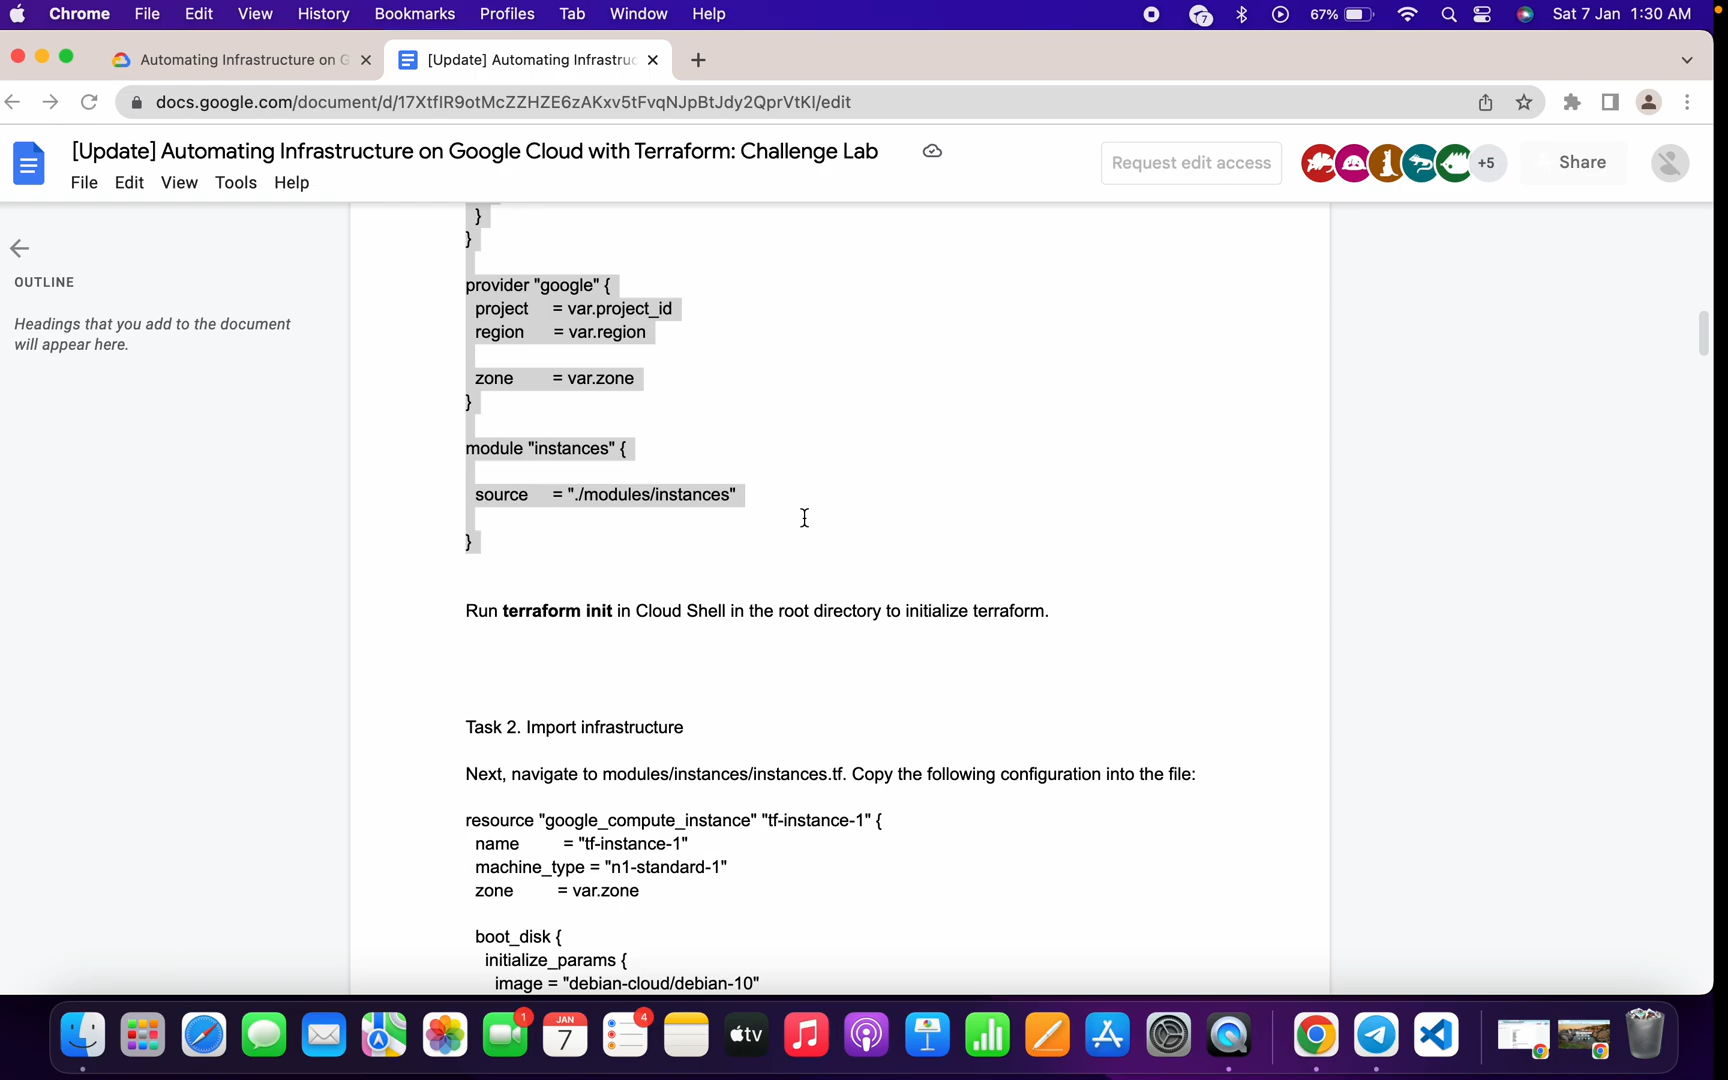 Chrome File Edit View History Bookmarks Profiles Tab Window Help 7 67% Sat 7 Jan 1:30 AM
Automating Infrastructure on G
[Update] Automating Infrastruc
docs.google.com/document/d/17XtflR9otMcZZHZE6zAKxv5tFvqNJpBtJdy2QprVtKI/edit
[Update] Automating Infrastructure on Google Cloud with Terraform: Challenge Lab
Request edit access
+5
Share
File Edit View Tools Help
OUTLINE
Headings that you add to the document
will appear here.
}
}
provider "google" {
project = var.project_id
region = var.region
zone = var.zone
}
module "instances" {
source = "./modules/instances"
}
Run terraform init in Cloud Shell in the root directory to initialize terraform.
Task 2. Import infrastructure
Next, navigate to modules/instances/instances.tf. Copy the following configuration into the file:
resource "google_compute_instance" "tf-instance-1" {
name = "tf-instance-1"
machine_type = "n1-standard-1"
zone = var.zone
boot_disk {
initialize_params {
image = "debian-cloud/debian-10"
1
JAN
7
4
tv